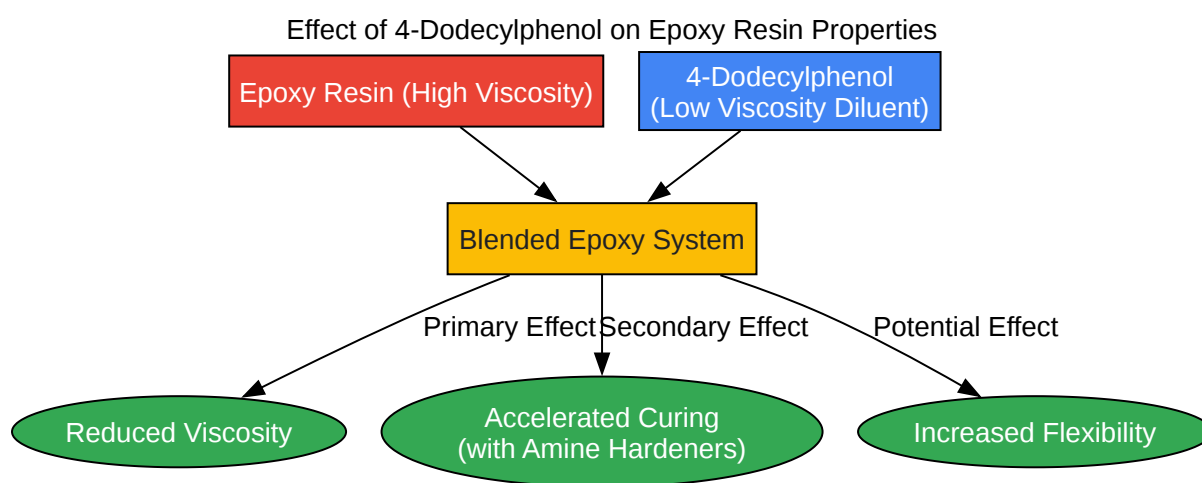 Effect of 4-Dodecylphenol on Epoxy Resin Properties
Epoxy Resin (High Viscosity)
4-Dodecylphenol
(Low Viscosity Diluent)
Blended Epoxy System
Primary Effect
Secondary Effect
Potential Effect
Reduced Viscosity
Accelerated Curing
(with Amine Hardeners)
Increased Flexibility